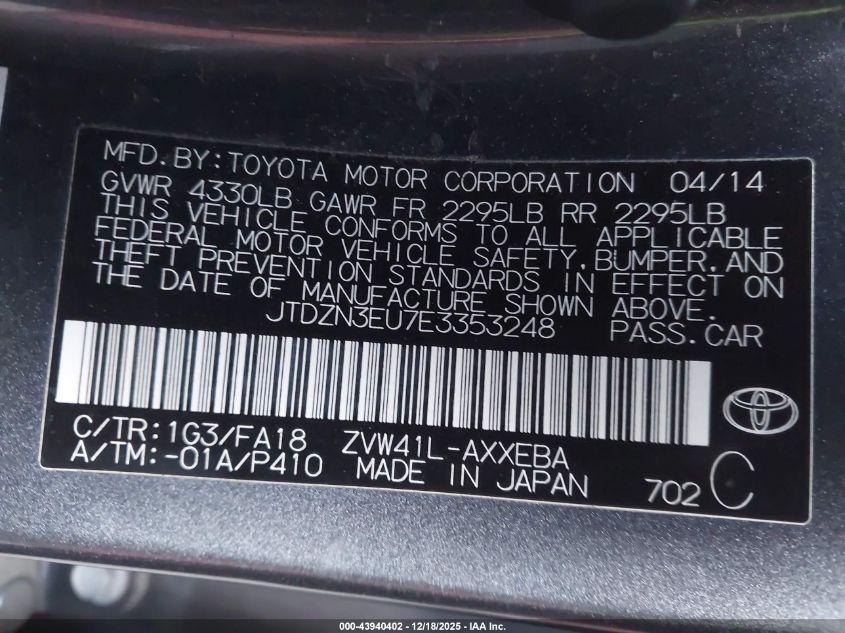 MFD.BY:TOYOTA MOTOR CORPORATION 04/14
GVWR 4330LB GAWR FR 2295LB RR 2295LB
THIS VEHICLE CONFORMS TO ALL APPLICABLE
FEDERAL MOTOR VEHICLE SAFETY,BUMPER,AND
THEFT PREVENTION STANDARDS IN EFFECT ON
THE DATE OF MANUFACTURE SHOWN ABOVE.
JTDZN3EU7E3353248 PASS.CAR
C/TR:1G3/FA18 ZVW41L-AXXEBA
A/TM:-01A/P410 MADE IN JAPAN 702 C
000-43940402 - 12/18/2025 - IAA Inc.